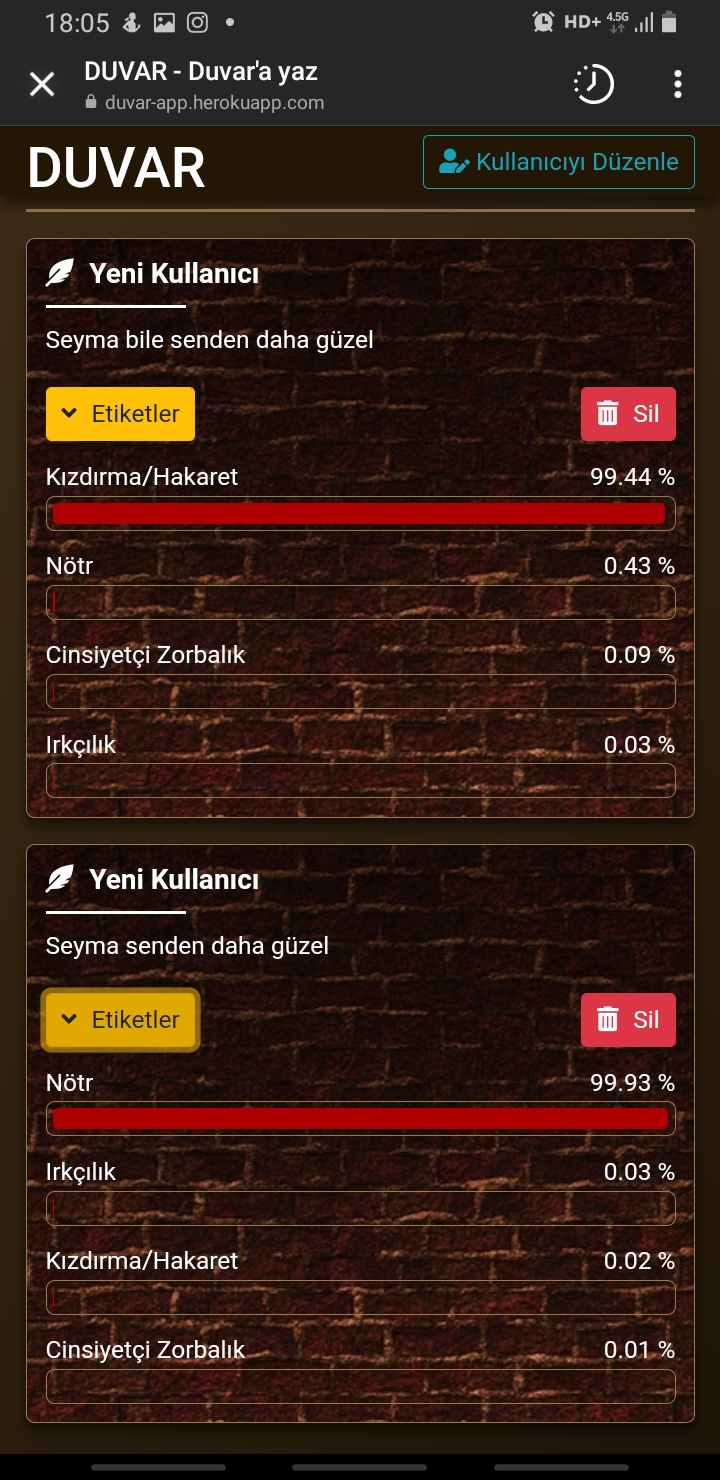 18:05
HD+ 4.5G
DUVAR - Duvar'a yaz
duvar-app.herokuapp.com
DUVAR
Kullanıcıyı Düzenle
Yeni Kullanıcı
Seyma bile senden daha güzel
Etiketler
Sil
Kızdırma/Hakaret 99.44 %
Nötr 0.43 %
Cinsiyetçi Zorbalık 0.09 %
Irkçılık 0.03 %
Yeni Kullanıcı
Seyma senden daha güzel
Etiketler
Sil
Nötr 99.93 %
Irkçılık 0.03 %
Kızdırma/Hakaret 0.02 %
Cinsiyetçi Zorbalık 0.01 %